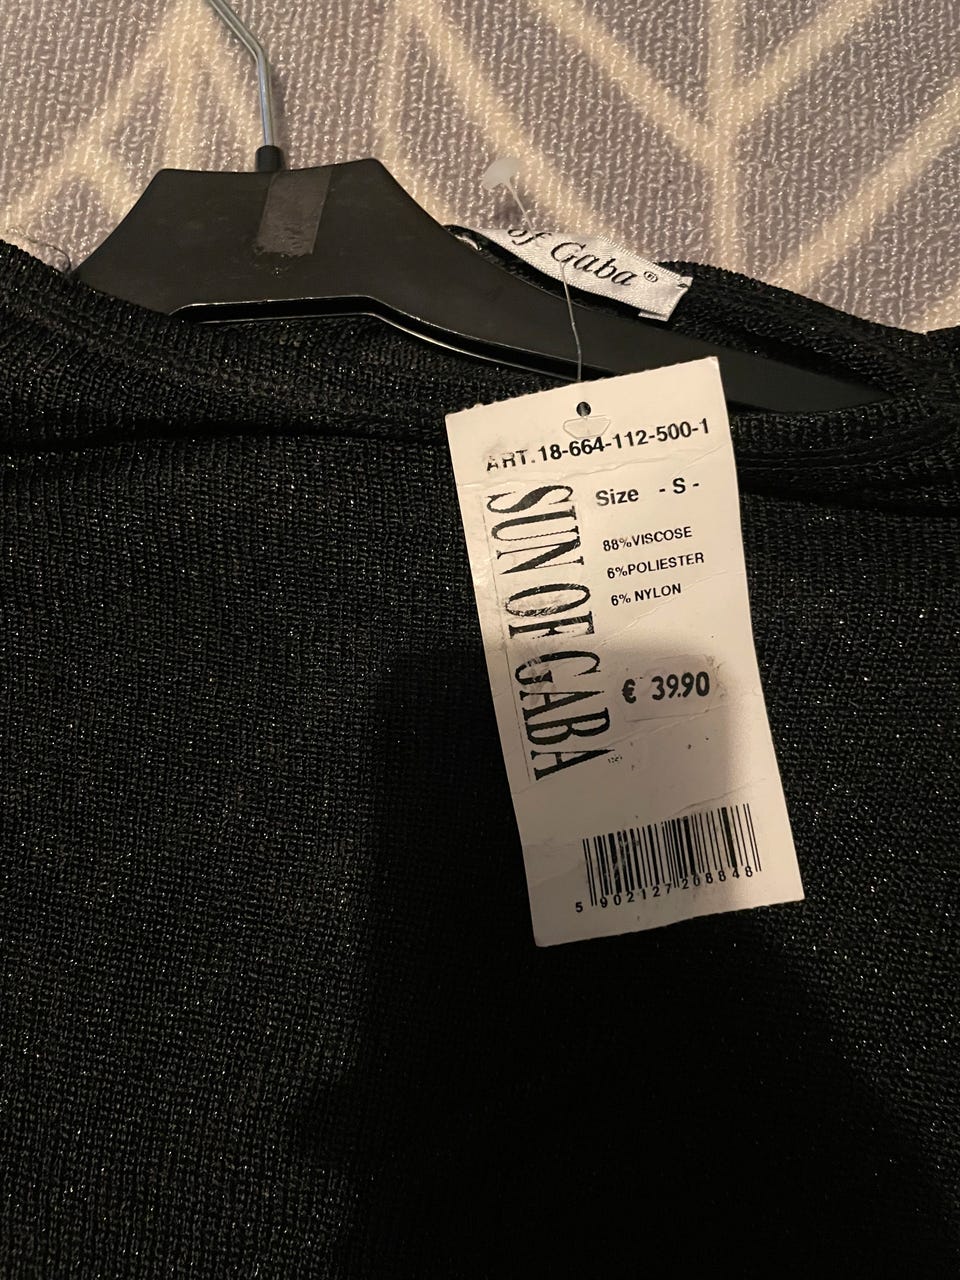 of Gaba®
ART. 18-664-112-500-1
Size - S -
SUN OF GABA
88%VISCOSE
6%POLIESTER
6% NYLON
€ 39.90
5 902127 208848